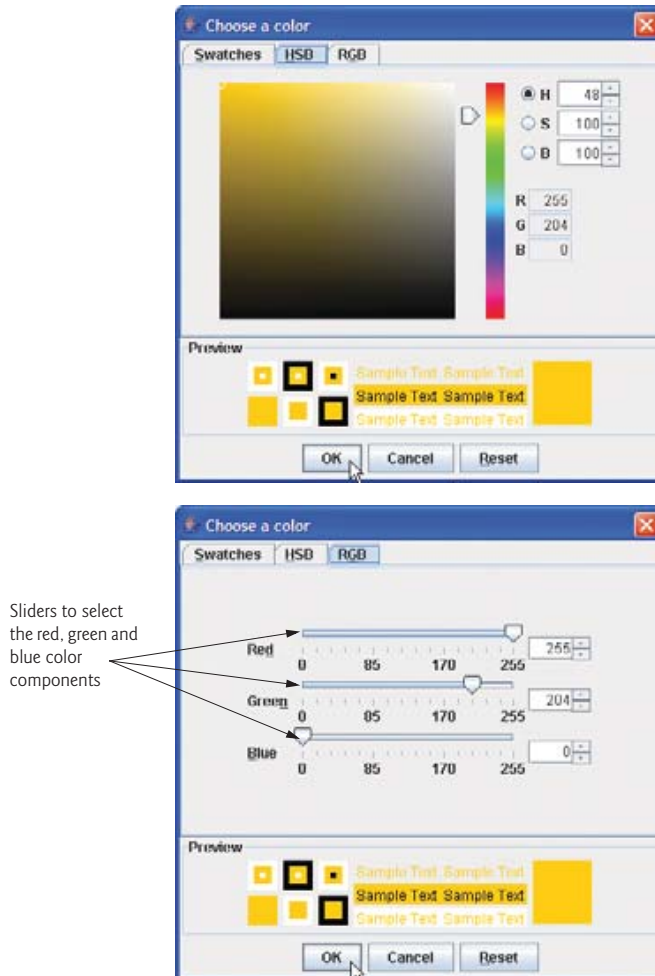 Choose a color
Swatches HSB RGB
H 48
S 100
B 100
R 255
G 204
B 0
Preview
Sample Text Sample Text
Sample Text Sample Text
Sample Text Sample Text
OK Cancel Reset
Choose a color
Swatches HSB RGB
Sliders to select
the red, green and
blue color
components
Red 255
0 85 170 255
Green 204
0 85 170 255
Blue 0
0 85 170 255
Preview
Sample Text Sample Text
Sample Text Sample Text
Sample Text Sample Text
OK Cancel Reset